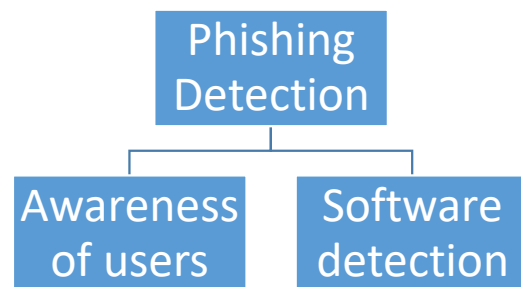 Phishing
Detection
Awareness
of users
Software
detection